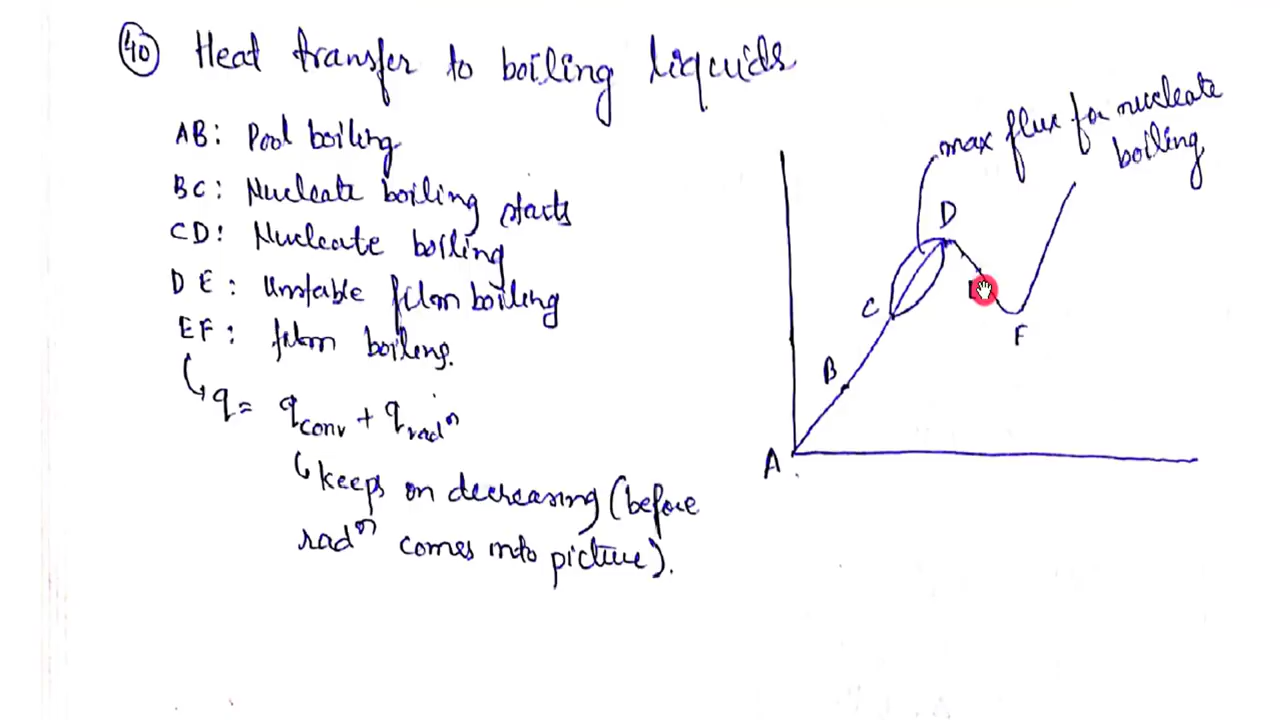 40 Heat transfer to boiling liquids
AB: Pool boiling
BC: Nucleate boiling starts
CD: Nucleate boiling
DE: Unstable film boiling
EF: film boiling.
q = qconv + qradⁿ
keeps on decreasing (before
radⁿ comes into picture).
max flux for nucleate
boiling
D
C
B
F
A